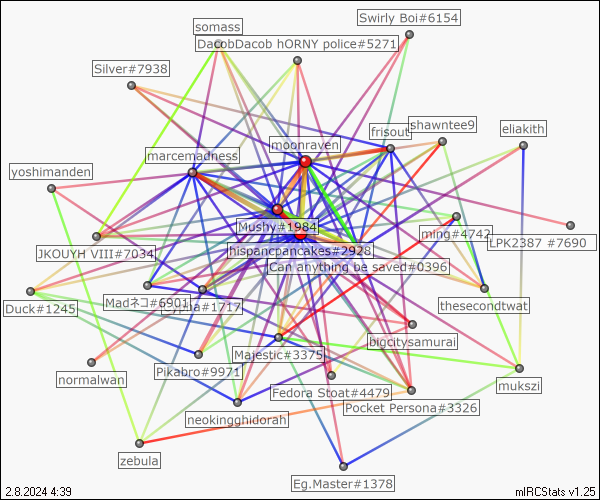 Swirly Boi#6154
somass
DacobDacob hORNY police#5271
Silver#7938
shawntee9
eliakith
frisout
moonraven
marcemadness
yoshimanden
Mushy#1984
ming#4742
LPK2387 #7690
JKOUYH VIII#7034
hispancpancakes#2928
Can anything be saved#0396
Duck#1245
Madネコ#6901
#1717
thesecondtwat
bigcitysamurai
Majestic#3375
Pikabro#9971
normalwan
mukszi
Fedora Stoat#4479
Pocket Persona#3326
neokingghidorah
zebula
Eg.Master#1378
2.8.2024 4:39
mIRCStats v1.25